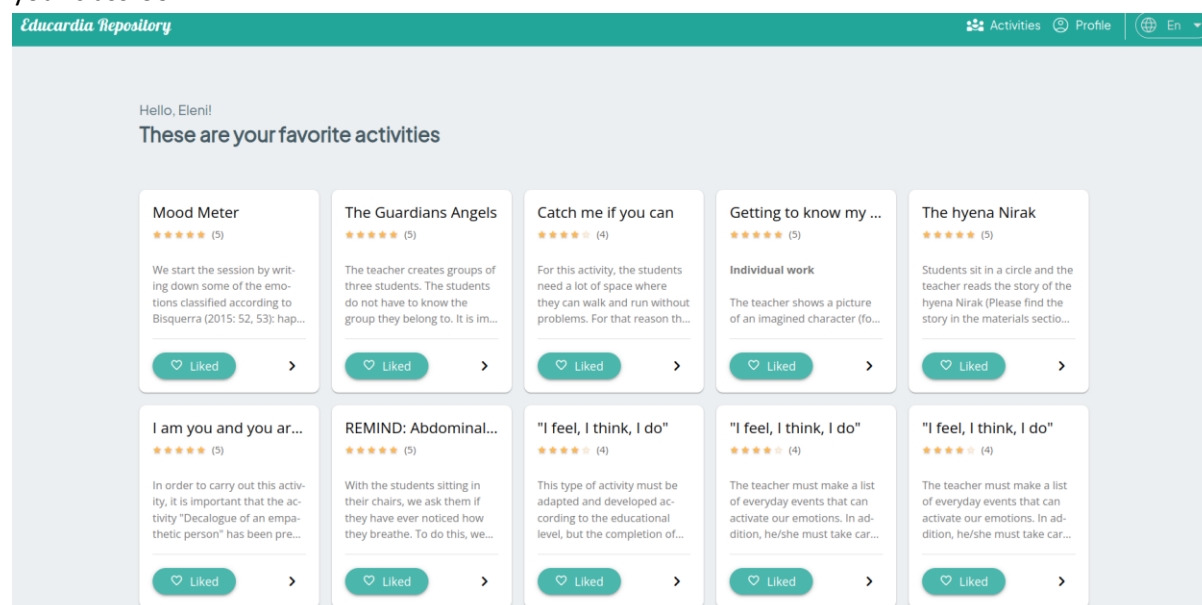 Educardia Repository
Activities
Profile
En
Hello, Eleni!
These are your favorite activities
Mood Meter
(5)
We start the session by writ-
ing down some of the emo-
tions classified according to
Bisquerra (2015: 52, 53): hap...
Liked
The Guardians Angels
(5)
The teacher creates groups of
three students. The students
do not have to know the
group they belong to. It is im...
Liked
Catch me if you can
(4)
For this activity, the students
need a lot of space where
they can walk and run without
problems. For that reason th...
Liked
Getting to know my ...
(5)
Individual work
The teacher shows a picture
of an imagined character (fo...
Liked
The hyena Nirak
(5)
Students sit in a circle and the
teacher reads the story of the
hyena Nirak (Please find the
story in the materials sectio...
Liked
I am you and you ar...
(5)
In order to carry out this activ-
ity, it is important that the ac-
tivity "Decalogue of an empa-
thetic person" has been pre...
Liked
REMIND: Abdominal...
(5)
With the students sitting in
their chairs, we ask them if
they have ever noticed how
they breathe. To do this, we...
Liked
"I feel, I think, I do"
(4)
This type of activity must be
adapted and developed ac-
cording to the educational
level, but the completion of...
Liked
"I feel, I think, I do"
(4)
The teacher must make a list
of everyday events that can
activate our emotions. In ad-
dition, he/she must take car...
Liked
"I feel, I think, I do"
(4)
The teacher must make a list
of everyday events that can
activate our emotions. In ad-
dition, he/she must take car...
Liked